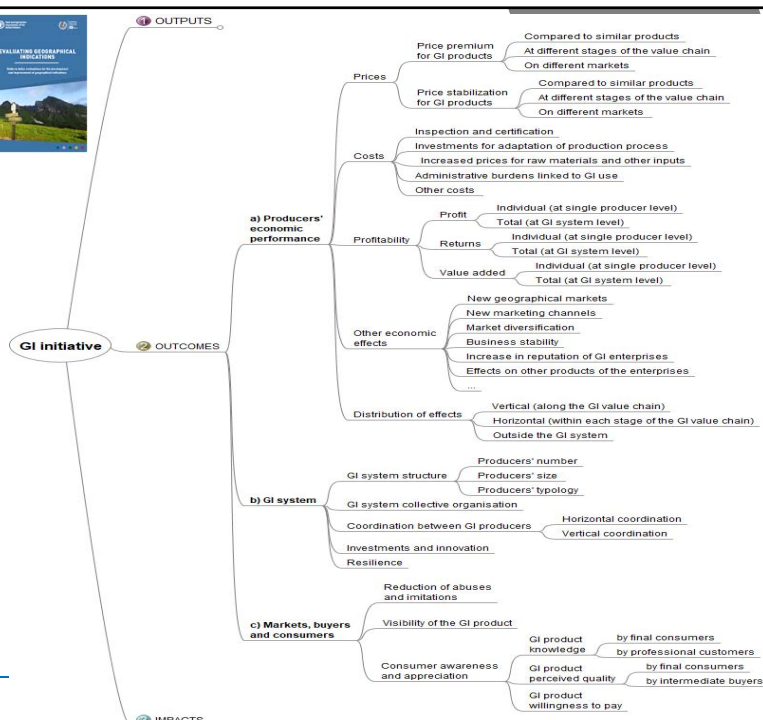 EVALUATING GEOGRAPHICAL
INDICATIONS
1 OUTPUTS
GI initiative
2 OUTCOMES
a) Producers'
economic
performance
Prices
Price premium
for GI products
Compared to similar products
At different stages of the value chain
On different markets
Price stabilization
for GI products
Compared to similar products
At different stages of the value chain
On different markets
Costs
Inspection and certification
Investments for adaptation of production process
Increased prices for raw materials and other inputs
Administrative burdens linked to GI use
Other costs
Profitability
Profit
Individual (at single producer level)
Total (at GI system level)
Returns
Individual (at single producer level)
Total (at GI system level)
Value added
Individual (at single producer level)
Total (at GI system level)
Other economic
effects
New geographical markets
New marketing channels
Market diversification
Business stability
Increase in reputation of GI enterprises
Effects on other products of the enterprises
...
Distribution of effects
Vertical (along the GI value chain)
Horizontal (within each stage of the GI value chain)
Outside the GI system
b) GI system
GI system structure
Producers' number
Producers' size
Producers' typology
GI system collective organisation
Coordination between GI producers
Horizontal coordination
Vertical coordination
Investments and innovation
Resilience
c) Markets, buyers
and consumers
Reduction of abuses
and imitations
Visibility of the GI product
Consumer awareness
and appreciation
GI product
knowledge
by final consumers
by professional customers
GI product
perceived quality
by final consumers
by intermediate buyers
GI product
willingness to pay
IMPACTS